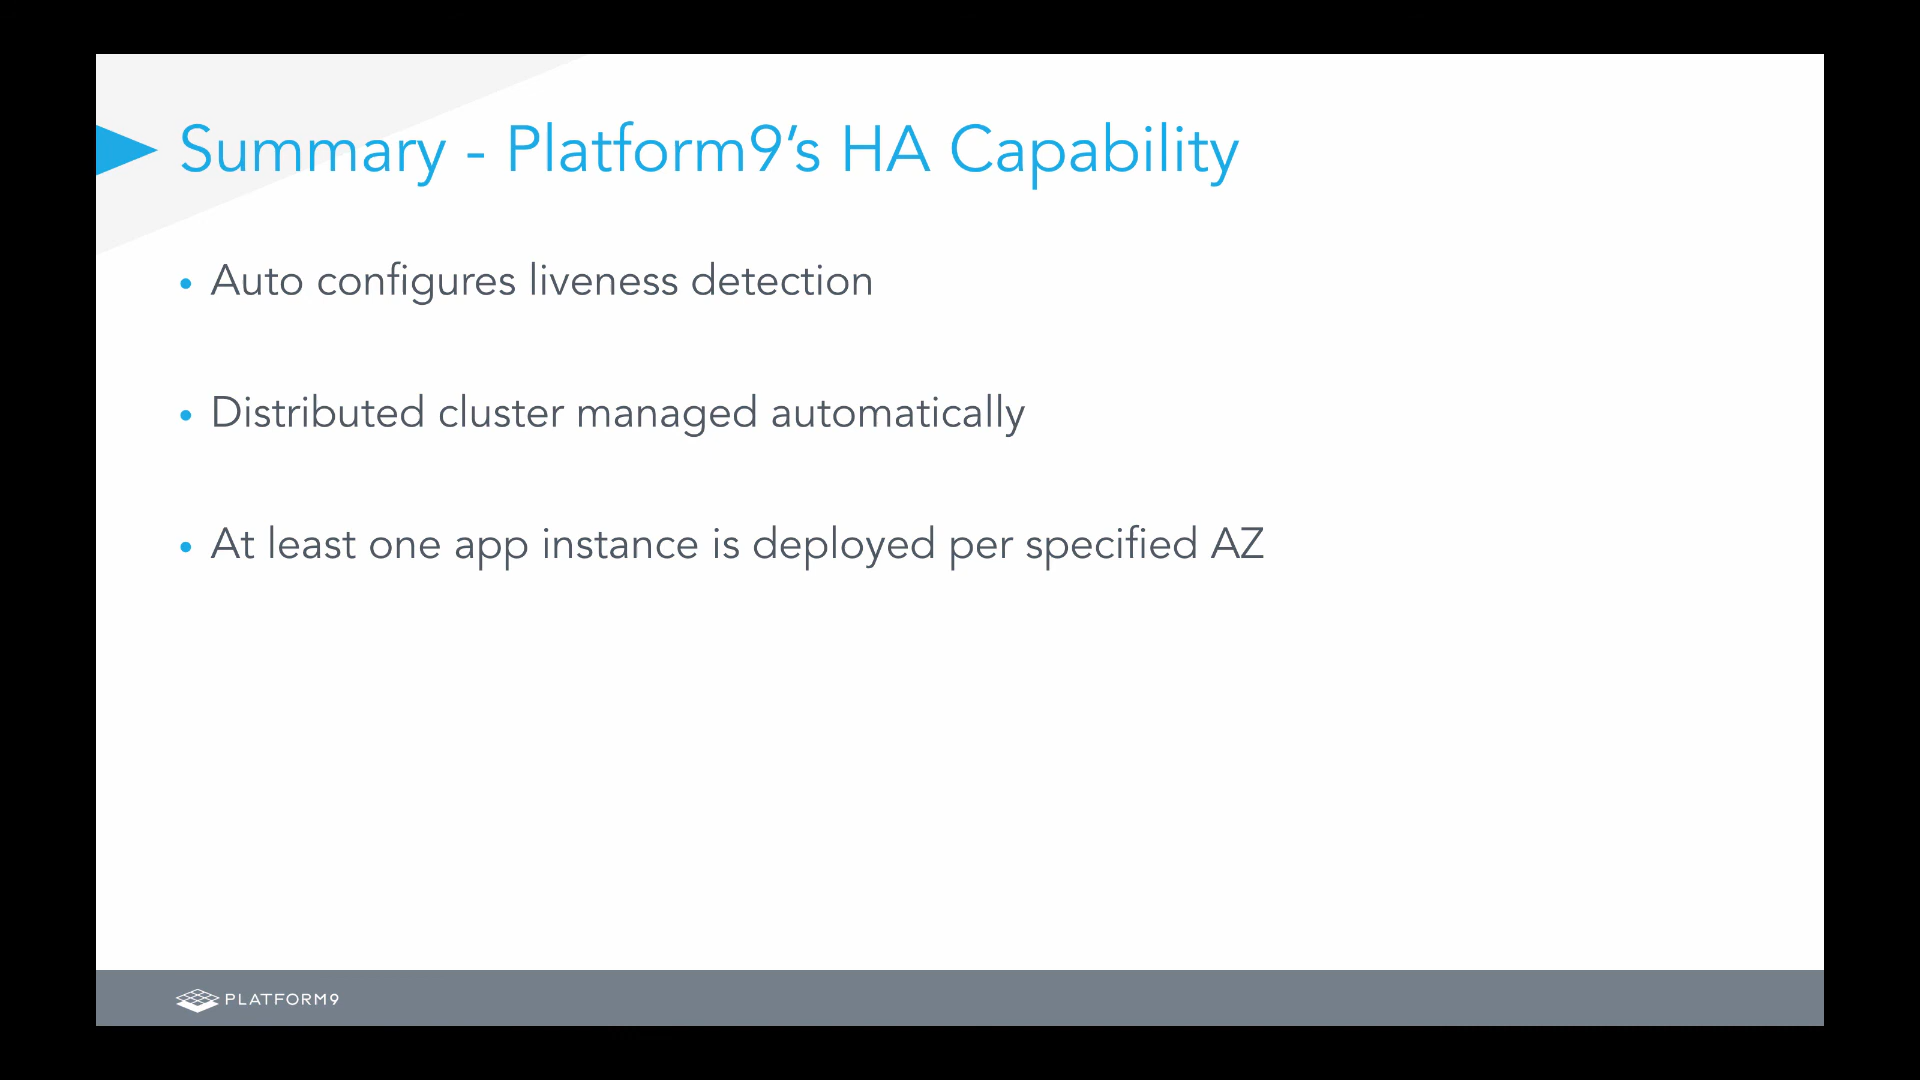 Summary - Platform9’s HA Capability
• Auto configures liveness detection
• Distributed cluster managed automatically
• At least one app instance is deployed per specified AZ
PLATFORM9